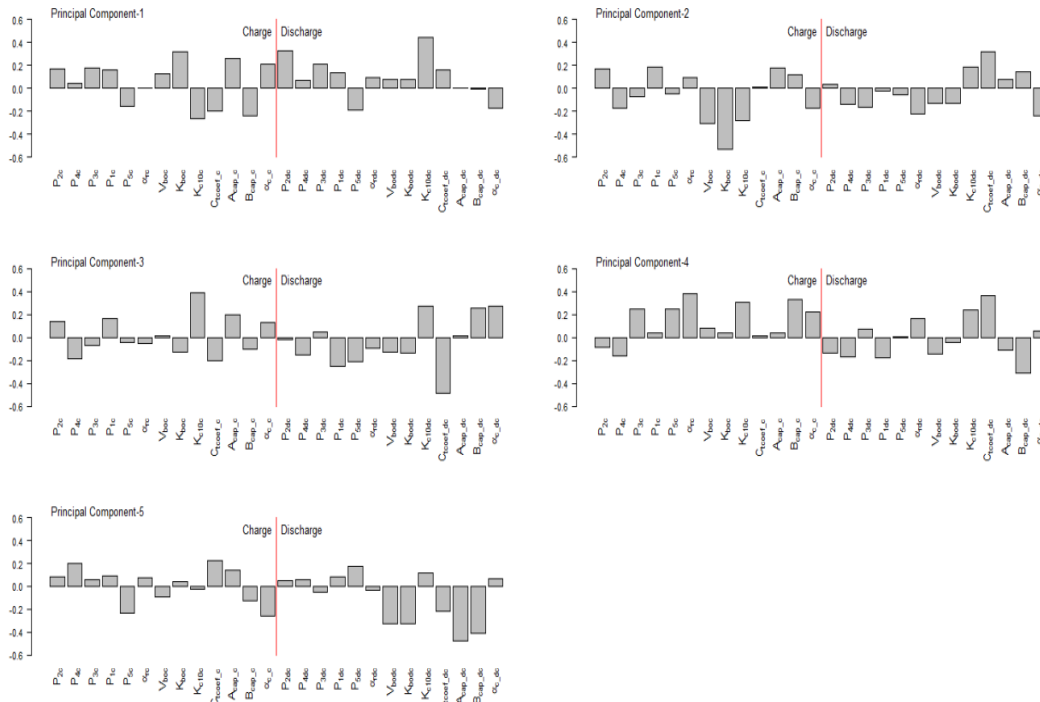 Principal Component-1
Charge Discharge
0.6
0.4
0.2
0.0
-0.2
-0.4
-0.6
P2c P4c P3c P1c P5c αrc Vboc Kboc Kc10c Ctcoef_c Acap_c Bcap_c αc_c P2dc P4dc P3dc P1dc P5dc αrdc Vbodc Kbodc Kc10dc Ctcoef_dc Acap_dc Bcap_dc αc_dc
Principal Component-2
Charge Discharge
0.6
0.4
0.2
0.0
-0.2
-0.4
-0.6
P2c P4c P3c P1c P5c αrc Vboc Kboc Kc10c Ctcoef_c Acap_c Bcap_c αc_c P2dc P4dc P3dc P1dc P5dc αrdc Vbodc Kbodc Kc10dc Ctcoef_dc Acap_dc Bcap_dc
Principal Component-3
Charge Discharge
0.6
0.4
0.2
0.0
-0.2
-0.4
-0.6
P2c P4c P3c P1c P5c αrc Vboc Kboc Kc10c Ctcoef_c Acap_c Bcap_c αc_c P2dc P4dc P3dc P1dc P5dc αrdc Vbodc Kbodc Kc10dc Ctcoef_dc Acap_dc Bcap_dc αc_dc
Principal Component-4
Charge Discharge
0.6
0.4
0.2
0.0
-0.2
-0.4
-0.6
P2c P4c P3c P1c P5c αrc Vboc Kboc Kc10c Ctcoef_c Acap_c Bcap_c αc_c P2dc P4dc P3dc P1dc P5dc αrdc Vbodc Kbodc Kc10dc Ctcoef_dc Acap_dc Bcap_dc
Principal Component-5
Charge Discharge
0.6
0.4
0.2
0.0
-0.2
-0.4
-0.6
P2c P4c P3c P1c P5c αrc Vboc Kboc Kc10c Ctcoef_c Acap_c Bcap_c αc_c P2dc P4dc P3dc P1dc P5dc αrdc Vbodc Kbodc Kc10dc Ctcoef_dc Acap_dc Bcap_dc αc_dc